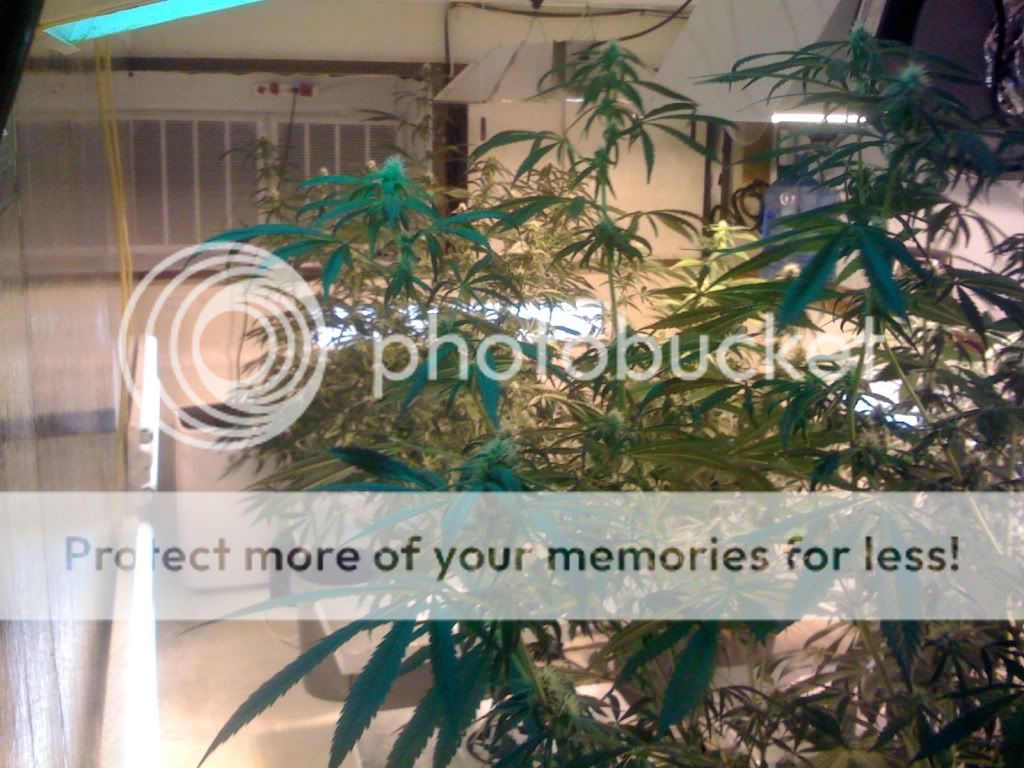 photobucket
Protect more of your memories for less!